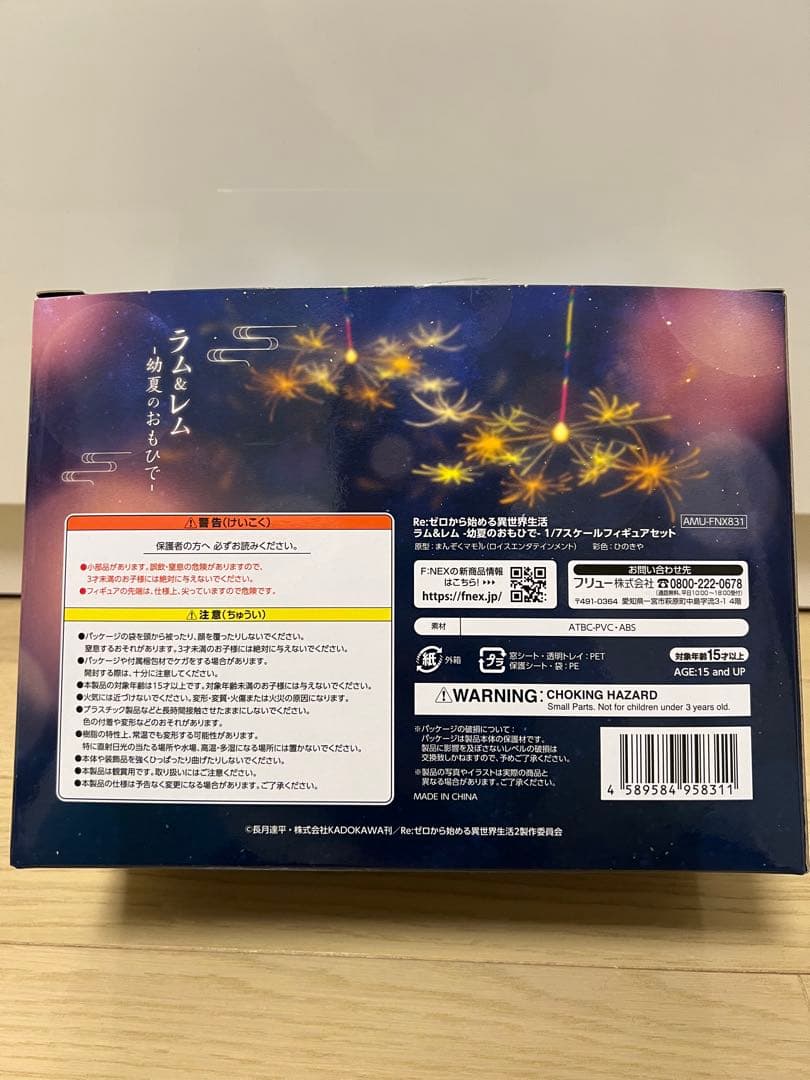 ラム&レム
-幼夏のおもひで-
⚠警告(けいこく)
保護者の方へ 必ずお読みください。
●小部品があります。誤飲・窒息の危険がありますので、
3才未満のお子様には絶対に与えないでください。
●フィギュアの先端は、仕様上、尖っていますので危険です。
⚠注意(ちゅうい)
●パッケージの袋を頭から被ったり、顔を覆ったりしないでください。
窒息するおそれがあります。3才未満のお子様には絶対に与えないでください。
●パッケージや付属梱包材でケガをする場合があります。
開封する際は、十分に注意してください。
●本製品の対象年齢は15才以上です。対象年齢未満のお子様には与えないでください。
●火気には近づけないでください。変形・変質・火傷または火災の原因になります。
●プラスチック製品などと長時間接触させたままにしないでください。
色の付着や変形などのおそれがあります。
●樹脂の特性上、常温でも変形する可能性があります。
特に直射日光の当たる場所や水場、高温・多湿になる場所には置かないでください。
●本体や装飾品を強くひっぱったり曲げたりしないでください。
●本製品は観賞用です。取り扱いにはご注意ください。
●本製品の仕様は予告なく変更になる場合があります。ご了承ください。
Re:ゼロから始める異世界生活 AMU-FNX831
ラム&レム -幼夏のおもひで- 1/7スケールフィギュアセット
原型:まんぞくマモル(ロイスエンタテインメント) 彩色:ひのきや
F:NEXの新商品情報
はこちら!▸▸▸
https://fnex.jp/
お問い合わせ先
フリュー株式会社 ☎0800-222-0678
(通話無料、平日10:00~18:00受付)
〒491-0364 愛知県一宮市萩原町中島字流3-1 4階
素材 ATBC-PVC・ABS
紙 外箱
プラ 窓シート・透明トレイ:PET
保護シート・袋:PE
対象年齢15才以上
AGE:15 and UP
⚠WARNING: CHOKING HAZARD
Small Parts. Not for children under 3 years old.
※パッケージの破損について:
パッケージは製品本体の保護材です。
製品に影響を及ぼさないレベルの破損は
交換致しかねますので、予めご了承ください。
※製品の写真やイラストは実際の商品と
異なる場合がございます。ご了承ください。
MADE IN CHINA
4 589584 958311
©長月達平・株式会社KADOKAWA刊/Re:ゼロから始める異世界生活2製作委員会